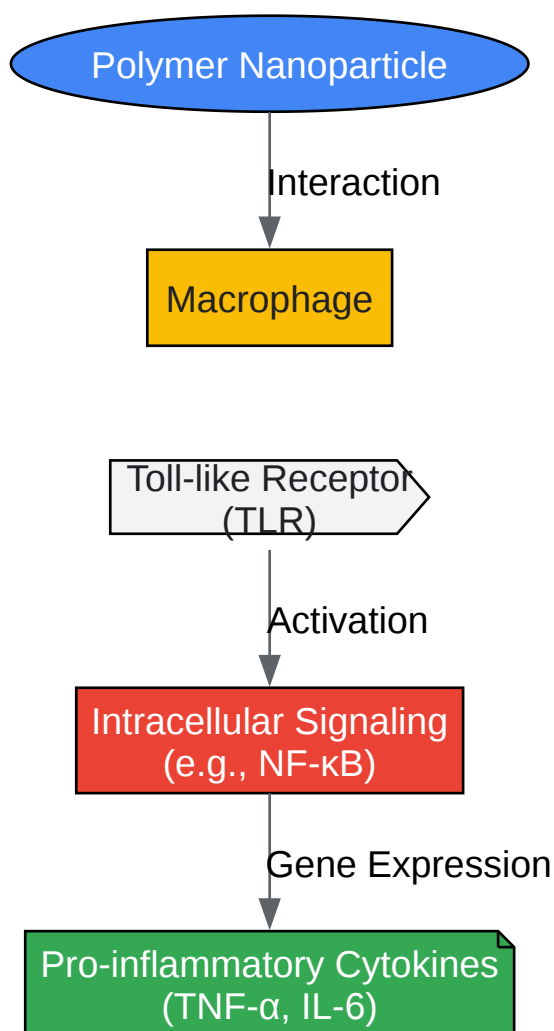 Polymer Nanoparticle
Interaction
Macrophage
Toll-like Receptor
(TLR)
Activation
Intracellular Signaling
(e.g., NF-κB)
Gene Expression
Pro-inflammatory Cytokines
(TNF-α, IL-6)